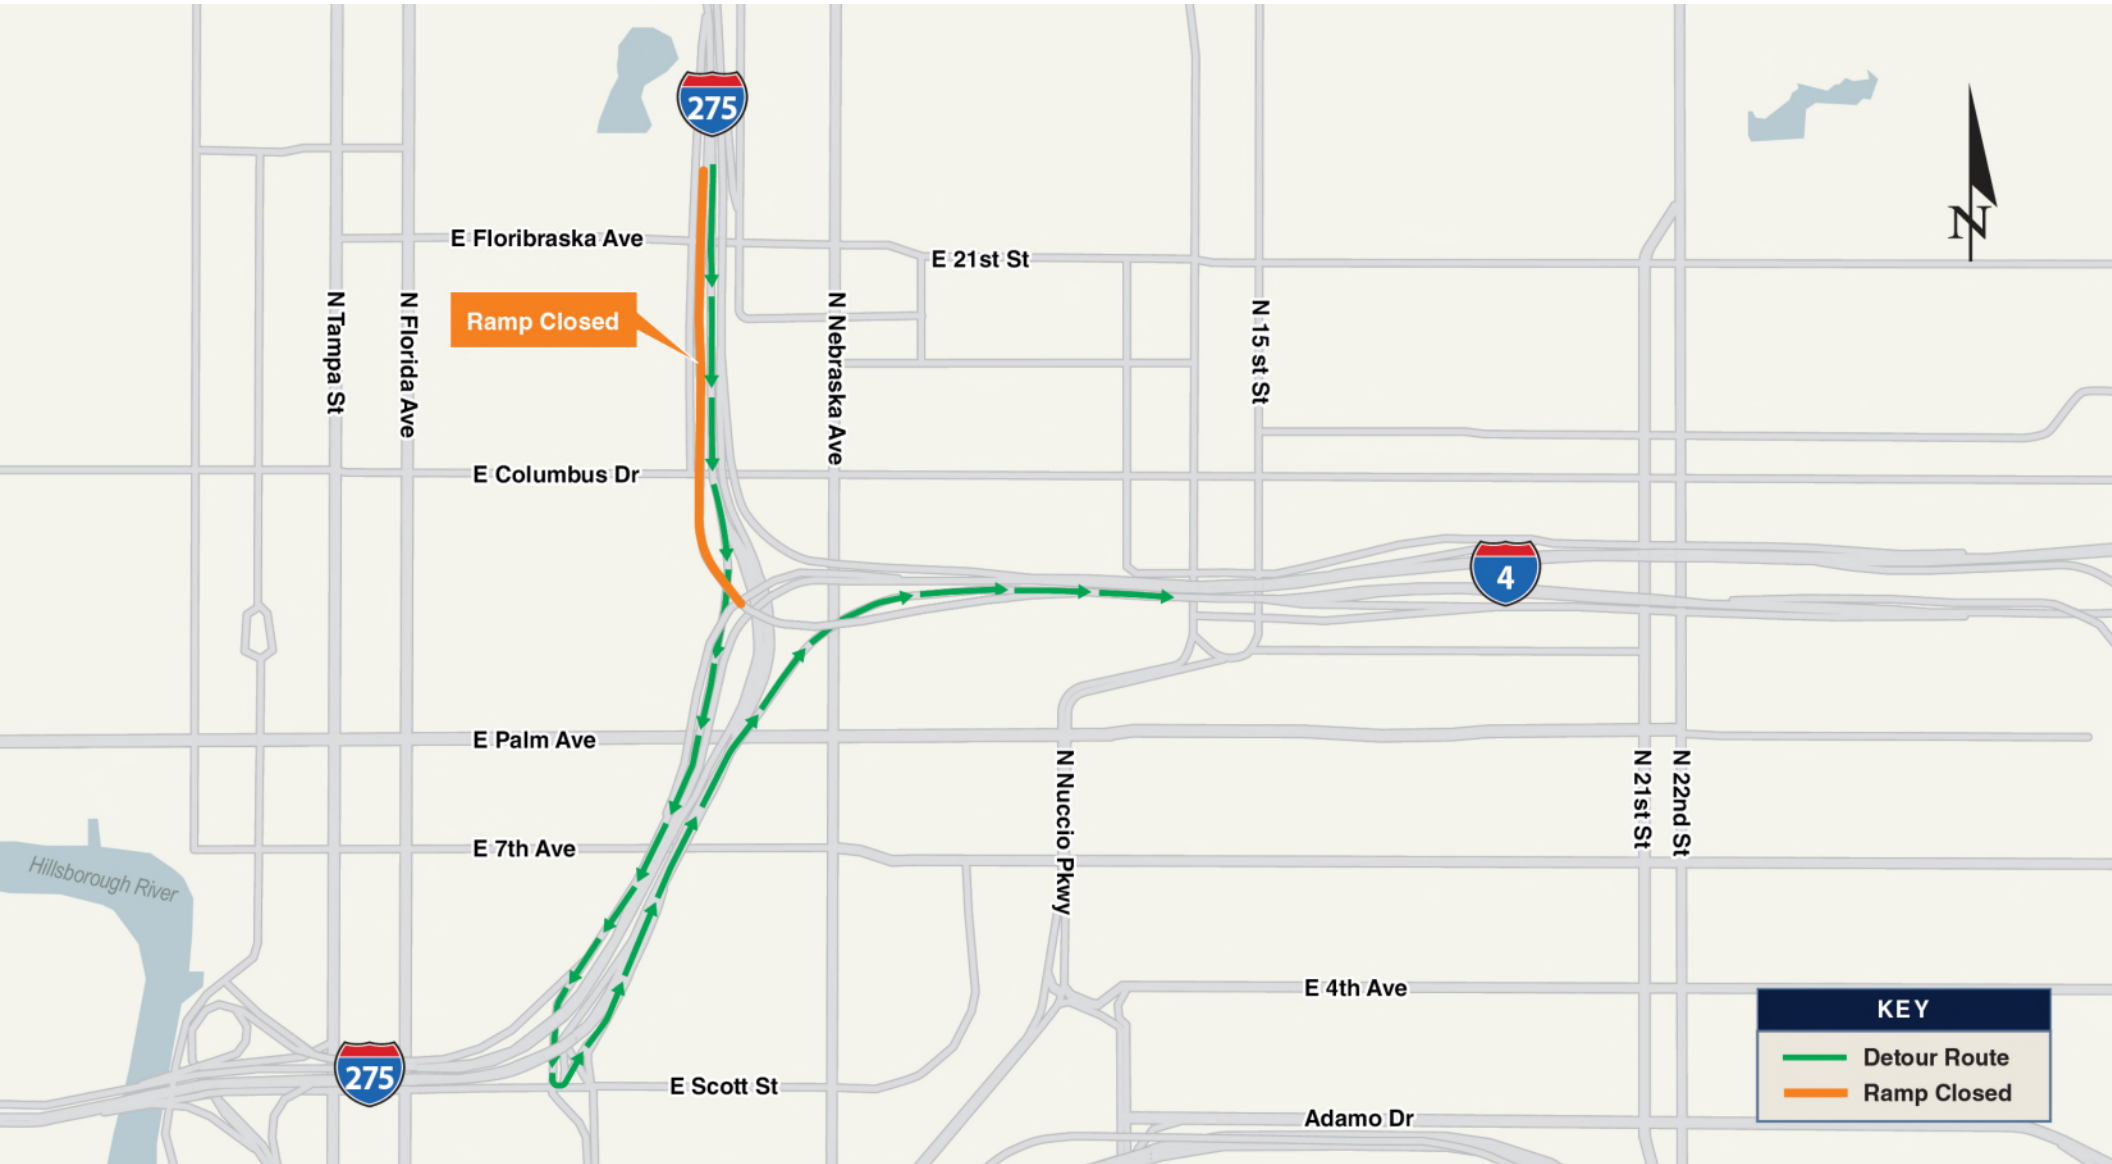 275
N
E Floribraska Ave
E 21st St
N Tampa St
N Florida Ave
Ramp Closed
N Nebraska Ave
N 15 st St
E Columbus Dr
4
E Palm Ave
N Nuccio Pkwy
N 21st St
N 22nd St
E 7th Ave
Hillsborough River
E 4th Ave
KEY
Detour Route
Ramp Closed
275
E Scott St
Adamo Dr